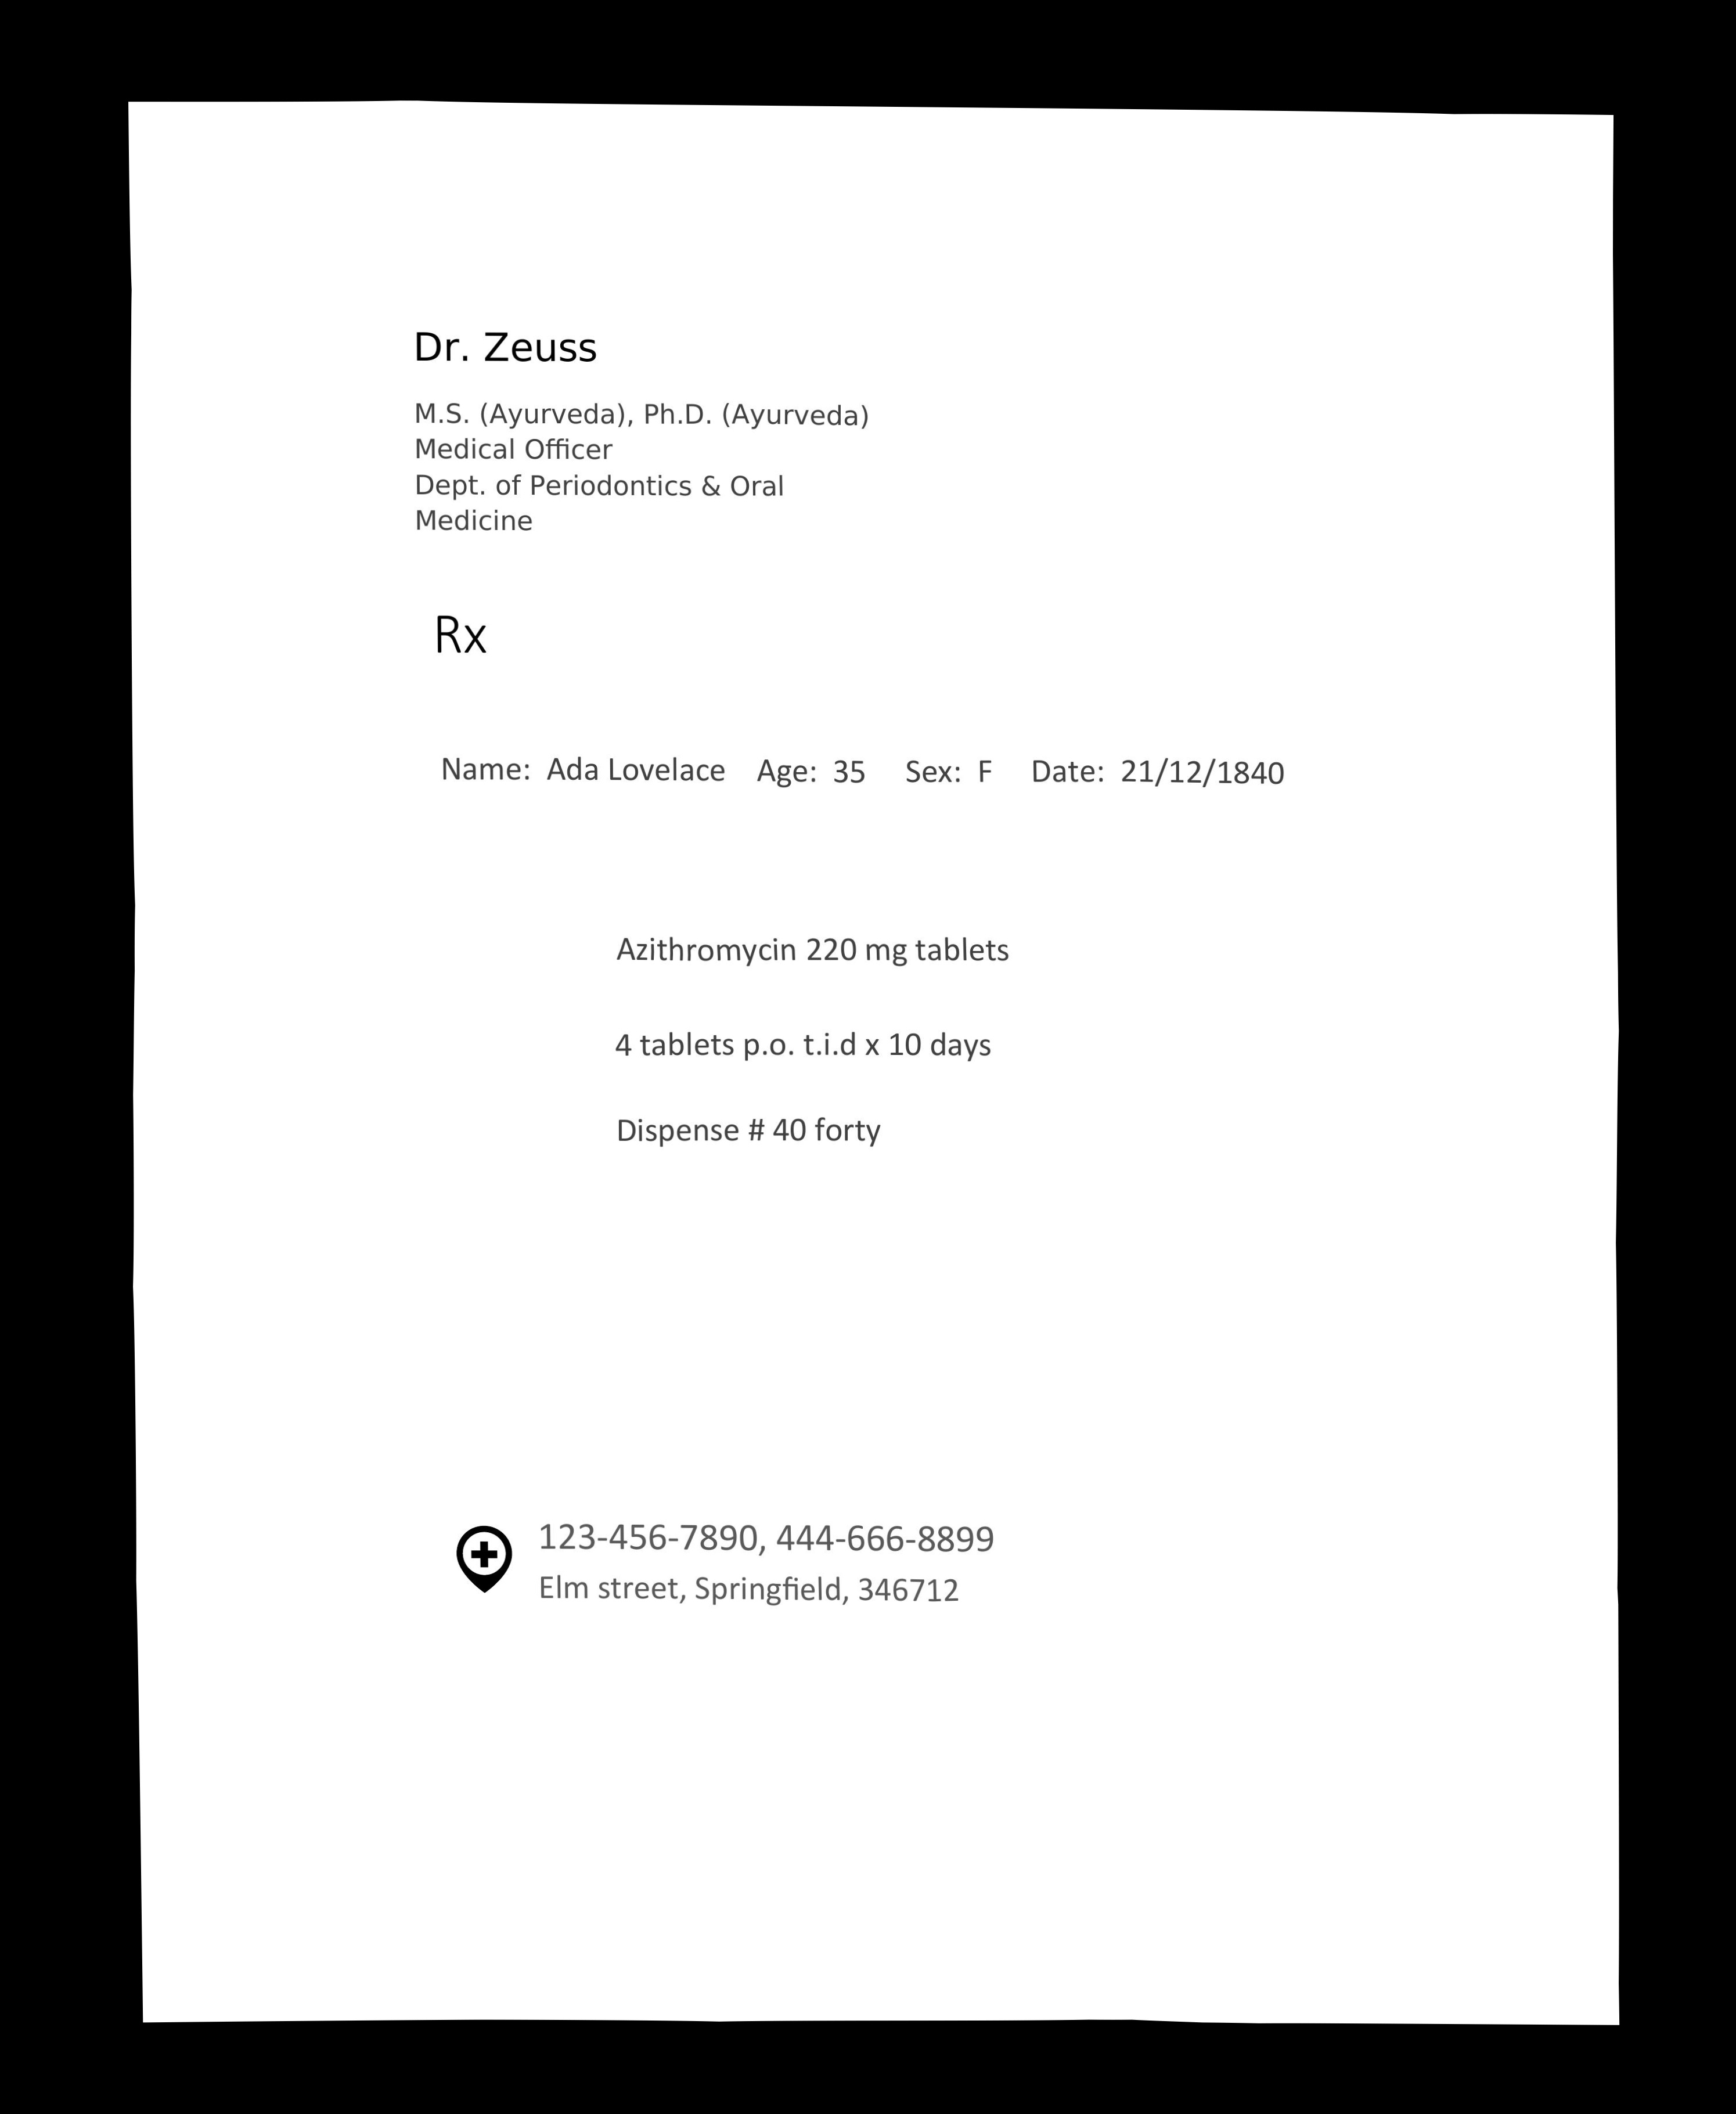 Dr. Zeuss
M.S. (Ayurveda), Ph.D. (Ayurveda)
Medical Officer
Dept. of Periodontics & Oral
Medicine
Rx
Name: Ada Lovelace Age: 35 Sex: F Date: 21/12/1840
Azithromycin 220 mg tablets
4 tablets p.o. t.i.d x 10 days
Dispense # 40 forty
123-456-7890, 444-666-8899
Elm street, Springfield, 346712